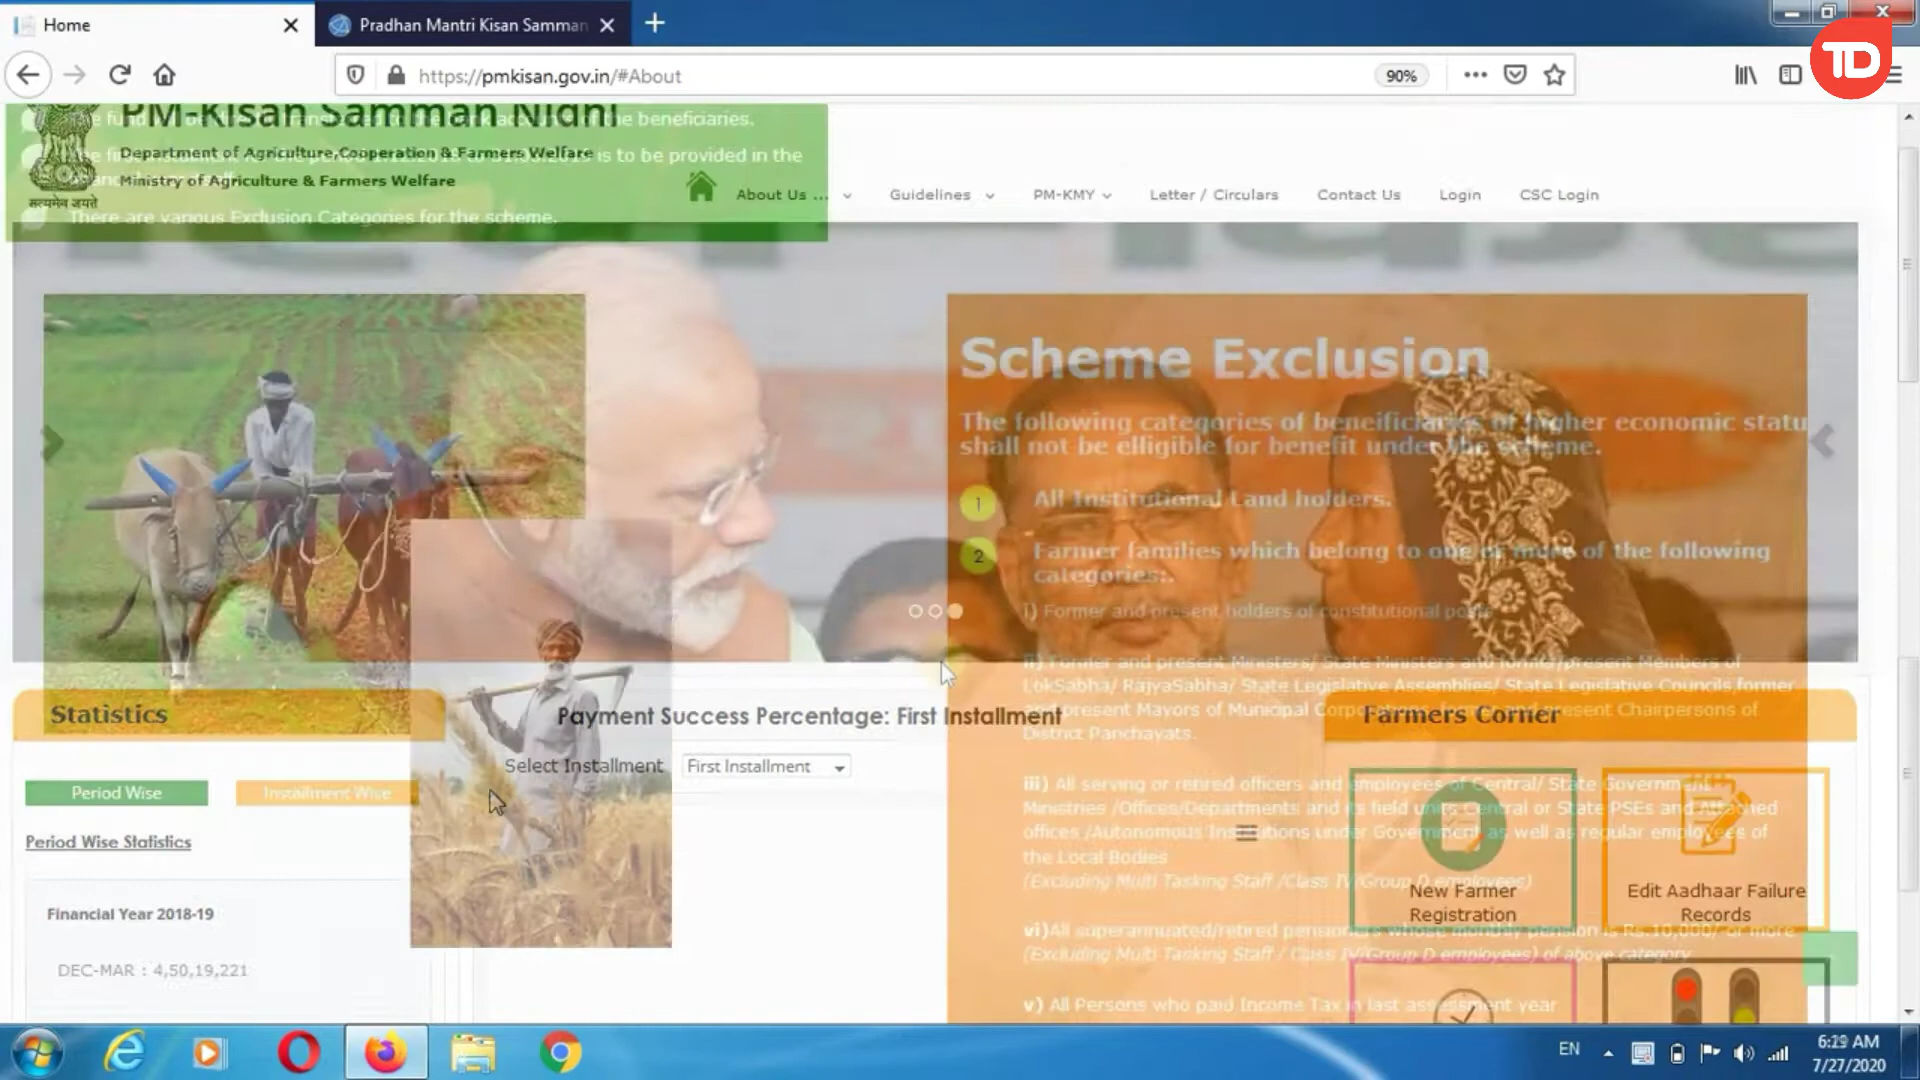 Home
Pradhan Mantri Kisan Samman
https://pmkisan.gov.in/#About
90%
TD
PM-Kisan Samman Nidhi
of the beneficiaries.
Department of Agriculture,Cooperation & Farmers Welfare
is to be provided in the
Ministry of Agriculture & Farmers Welfare
सत्यमेव जयते
There are various Exclusion Categories for the scheme.
About Us ...
Guidelines
PM-KMY
Letter / Circulars
Contact Us
Login
CSC Login
Scheme Exclusion
The following categories of beneificiaries of higher economic statu
shall not be elligible for benefit under the scheme.
1
All Institutional Land holders.
2
Farmer families which belong to one or more of the following
categories:.
i) Former and present holders of constitutional posts
ii) Former and present Ministers/ State Ministers and former/present Members of
LokSabha/ RajyaSabha/ State Legislative Assemblies/ State Legislative Councils,former
and present Mayors of Municipal Corporations, former and present Chairpersons of
District Panchayats.
iii) All serving or retired officers and employees of Central/ State Government
Ministries /Offices/Departments and its field units Central or State PSEs and Attached
offices /Autonomous Institutions under Government as well as regular employees of
the Local Bodies
(Excluding Multi Tasking Staff /Class IV/Group D employees)
vi)All superannuated/retired pensioners whose monthly pension is Rs.10,000/-or more
(Excluding Multi Tasking Staff / Class IV/Group D employees) of above category
v) All Persons who paid Income Tax in last assessment year
Statistics
Period Wise
Installment Wise
Period Wise Statistics
Financial Year 2018-19
DEC-MAR : 4,50,19,221
Payment Success Percentage: First Installment
Select Installment
First Installment
Farmers Corner
New Farmer
Registration
Edit Aadhaar Failure
Records
EN
6:29 AM
7/27/2020